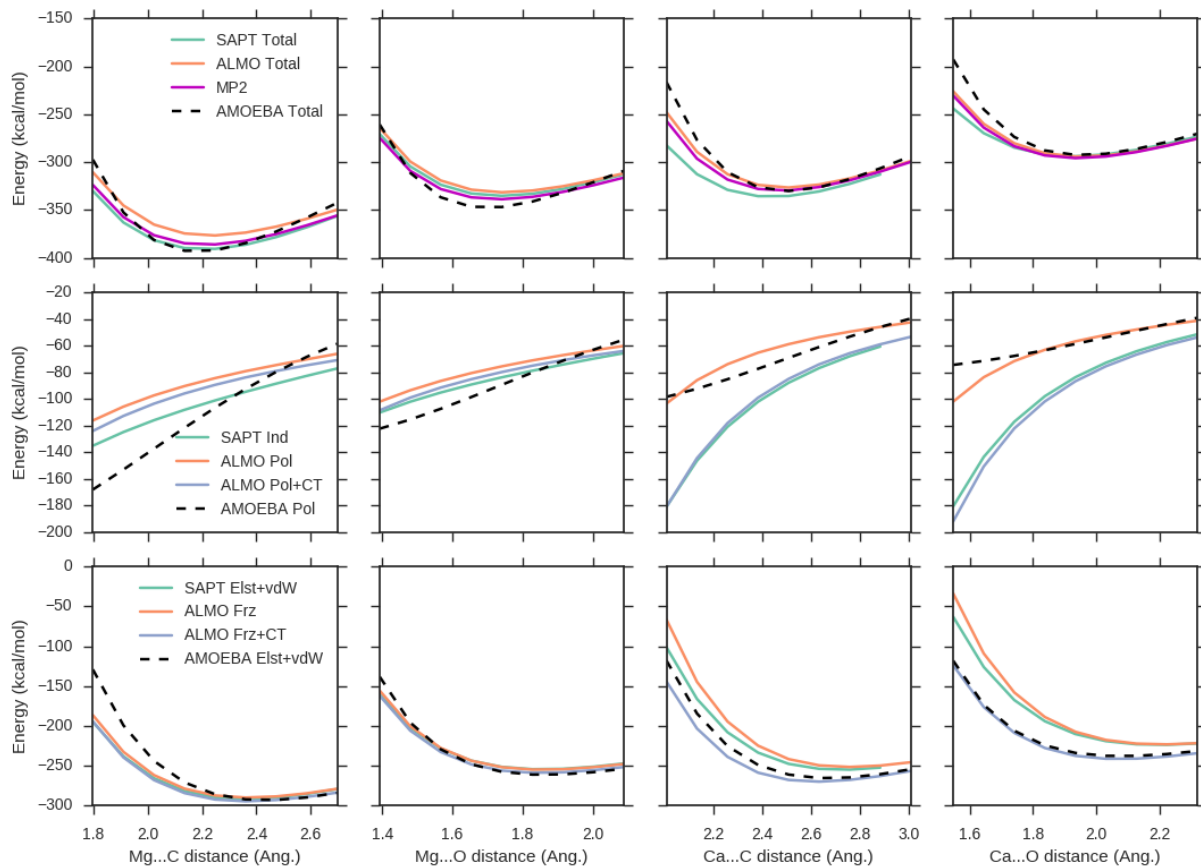 −150
−200
−250
−300
−350
−400
Energy (kcal/mol)
SAPT Total
ALMO Total
MP2
AMOEBA Total
−20
−40
−60
−80
−100
−120
−140
−160
−180
−200
Energy (kcal/mol)
SAPT Ind
ALMO Pol
ALMO Pol+CT
AMOEBA Pol
0
−50
−100
−150
−200
−250
−300
Energy (kcal/mol)
SAPT Elst+vdW
ALMO Frz
ALMO Frz+CT
AMOEBA Elst+vdW
1.8 2.0 2.2 2.4 2.6
Mg...C distance (Ang.)
1.4 1.6 1.8 2.0
Mg...O distance (Ang.)
2.2 2.4 2.6 2.8 3.0
Ca...C distance (Ang.)
1.6 1.8 2.0 2.2
Ca...O distance (Ang.)